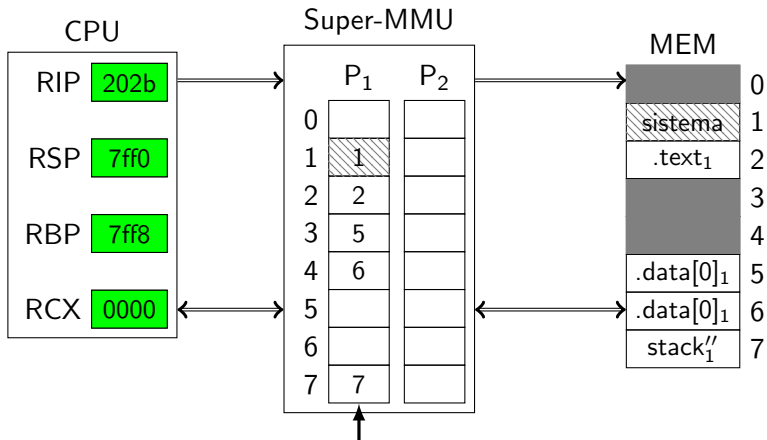 CPU
RIP 202b
RSP 7ff0
RBP 7ff8
RCX 0000
Super-MMU
P1 P2
0
1 1
2 2
3 5
4 6
5
6
7 7
MEM
0
sistema 1
.text1 2
3
4
.data[0]1 5
.data[0]1 6
stack″1 7